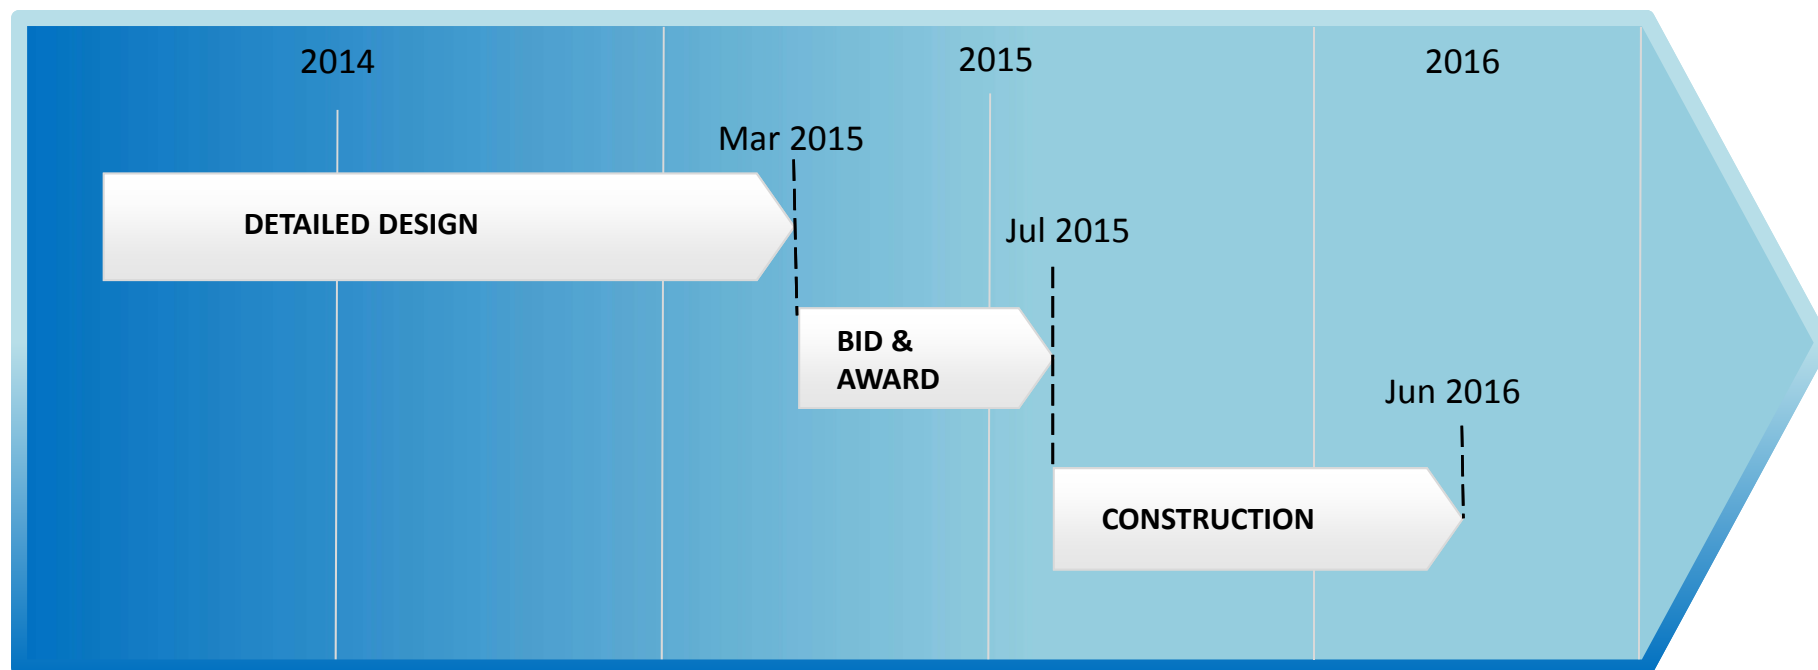 2014
2015
2016
Mar 2015
DETAILED DESIGN
Jul 2015
BID &
AWARD
Jun 2016
CONSTRUCTION